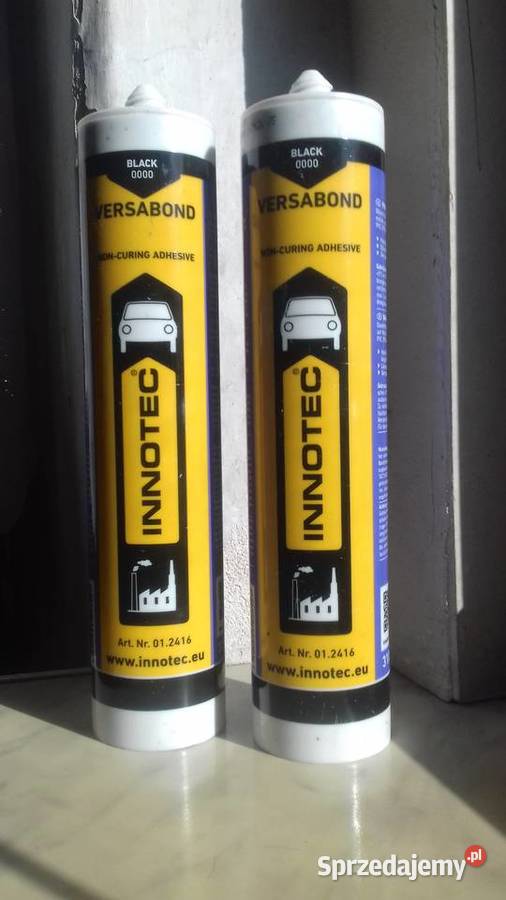 BLACK
0000
VERSABOND
NON-CURING ADHESIVE
INNOTEC®
Art. Nr. 01.2416
www.innotec.eu
BLACK
0000
VERSABOND
NON-CURING ADHESIVE
INNOTEC®
Art. Nr. 01.2416
www.innotec.eu
Sprzedajemy.pl